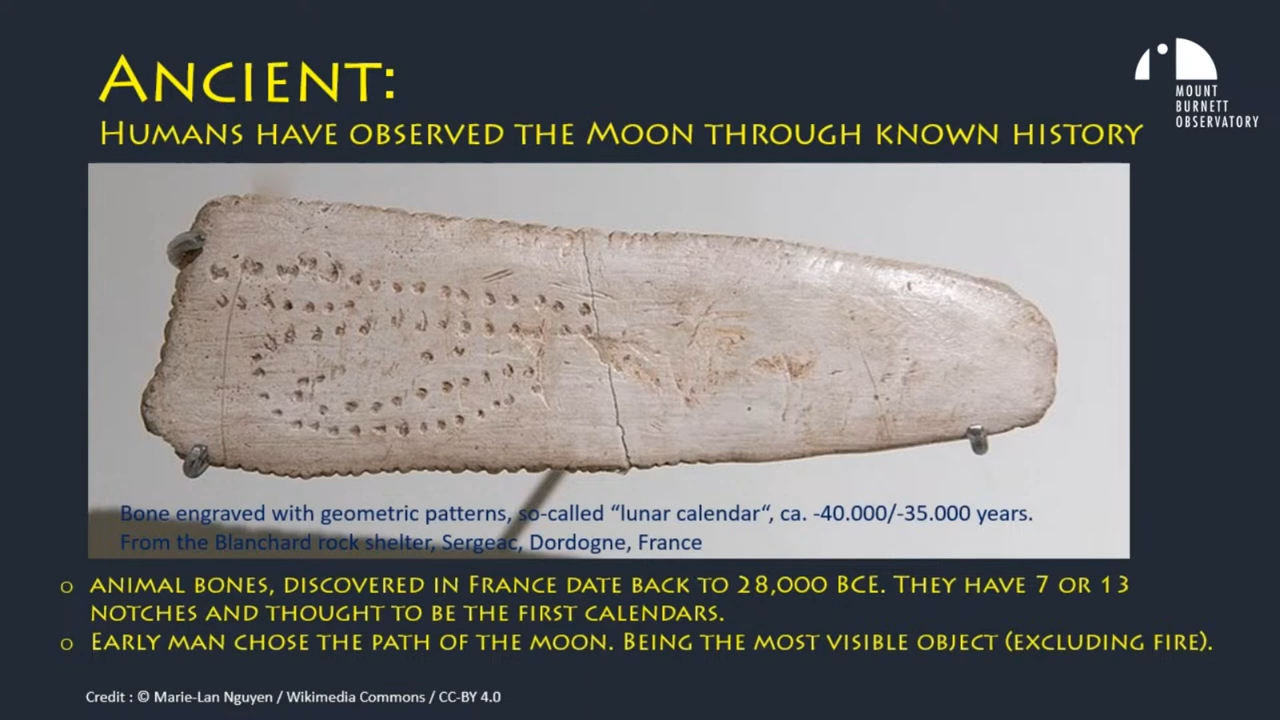 ANCIENT:
HUMANS HAVE OBSERVED THE MOON THROUGH KNOWN HISTORY
MOUNT
BURNETT
OBSERVATORY
Bone engraved with geometric patterns, so-called “lunar calendar“, ca. -40.000/-35.000 years.
From the Blanchard rock shelter, Sergeac, Dordogne, France
o ANIMAL BONES, DISCOVERED IN FRANCE DATE BACK TO 28,000 BCE. THEY HAVE 7 OR 13
NOTCHES AND THOUGHT TO BE THE FIRST CALENDARS.
o EARLY MAN CHOSE THE PATH OF THE MOON. BEING THE MOST VISIBLE OBJECT (EXCLUDING FIRE).
Credit : © Marie-Lan Nguyen / Wikimedia Commons / CC-BY 4.0